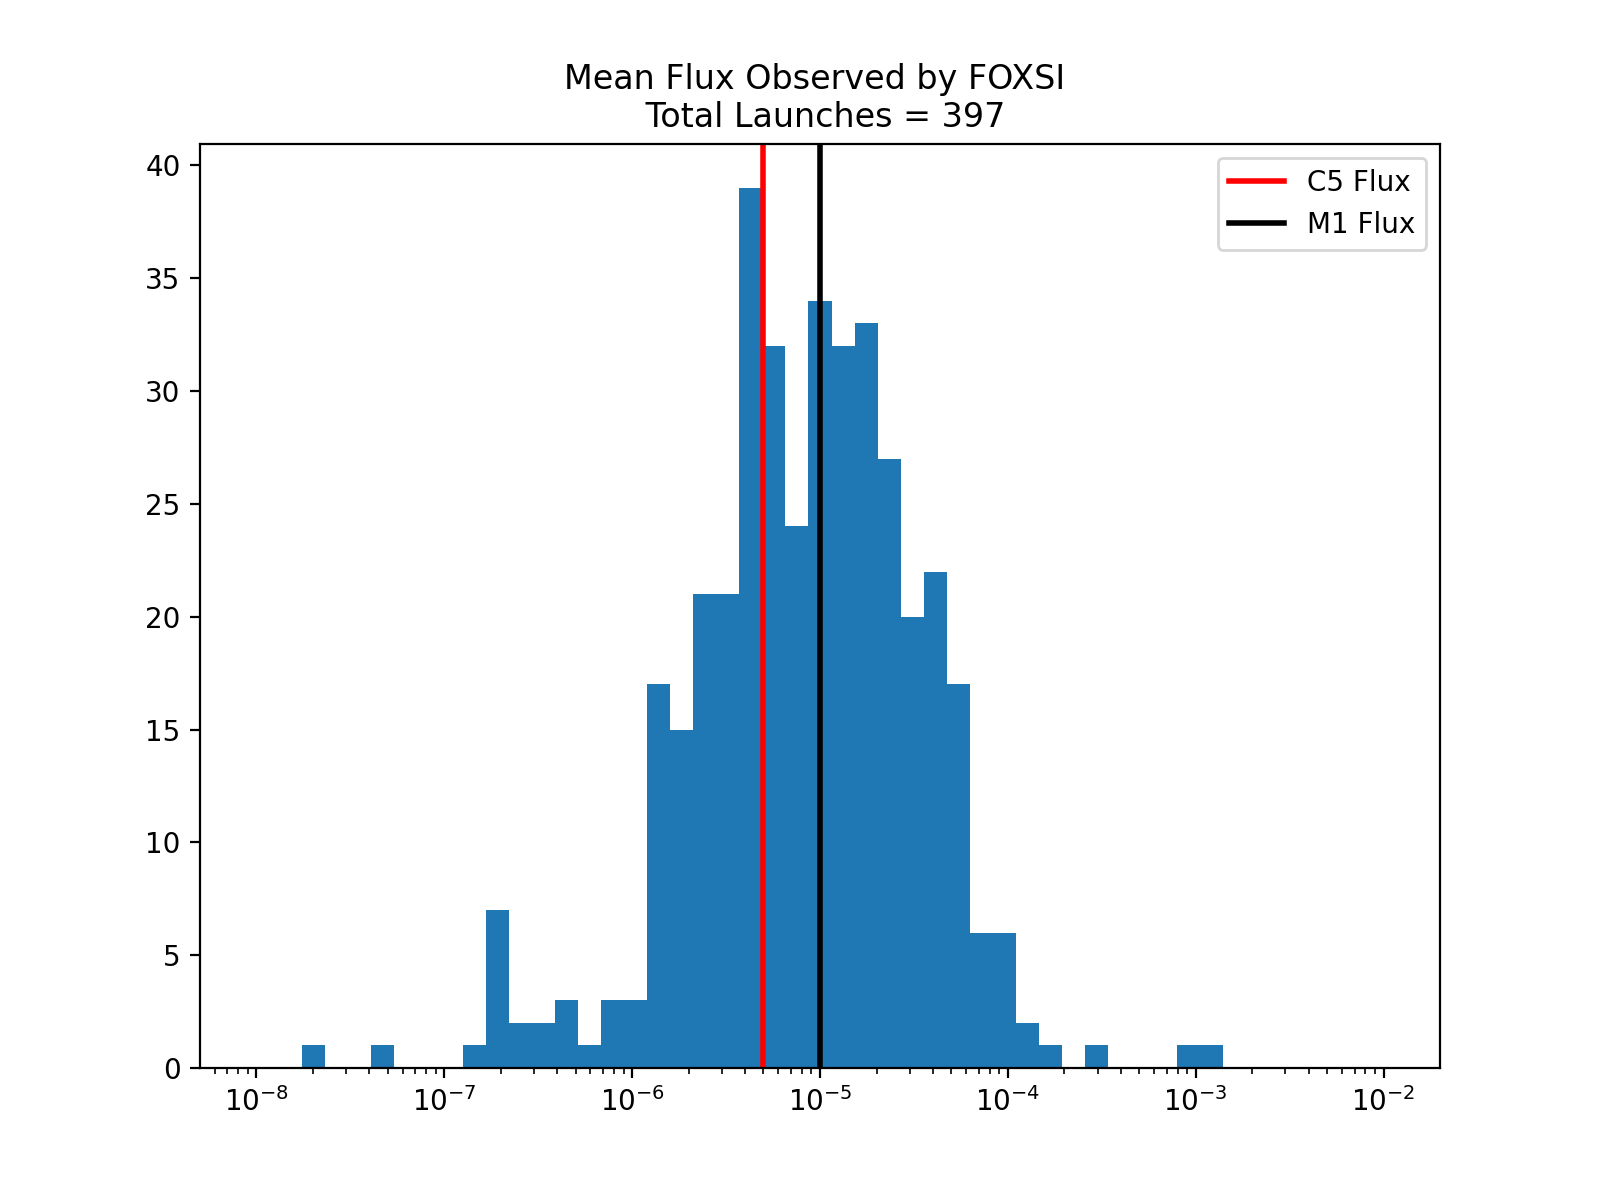 Mean Flux Observed by FOXSI
Total Launches = 397
C5 Flux
M1 Flux
40
35
30
25
20
15
10
5
0
10⁻⁸ 10⁻⁷ 10⁻⁶ 10⁻⁵ 10⁻⁴ 10⁻³ 10⁻²